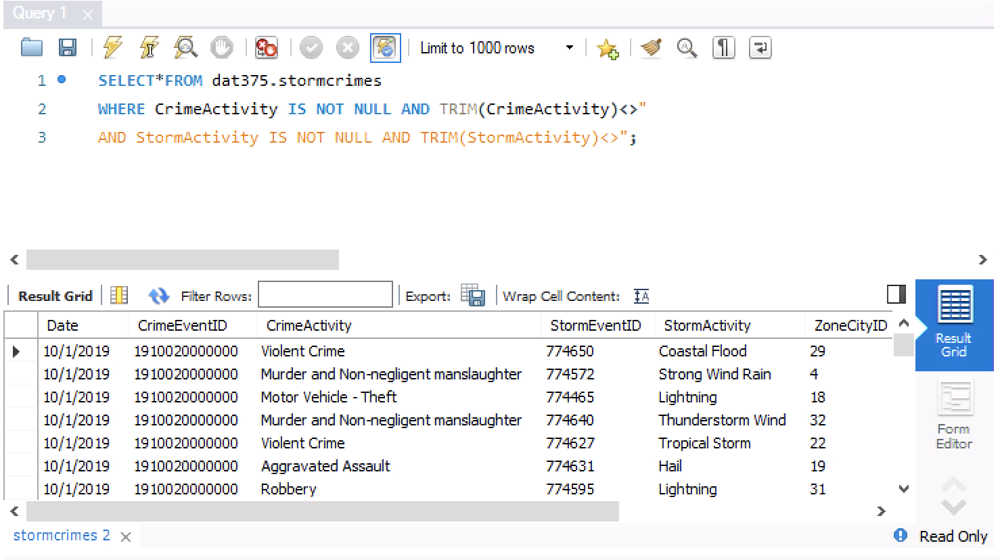 Query 1
Limit to 1000 rows
1 SELECT*FROM dat375.stormcrimes
2 WHERE CrimeActivity IS NOT NULL AND TRIM(CrimeActivity)<>"
3 AND StormActivity IS NOT NULL AND TRIM(StormActivity)<>";
Result Grid Filter Rows: Export: Wrap Cell Content:
Date CrimeEventID CrimeActivity StormEventID StormActivity ZoneCityID
10/1/2019 1910020000000 Violent Crime 774650 Coastal Flood 29
10/1/2019 1910020000000 Murder and Non-negligent manslaughter 774572 Strong Wind Rain 4
10/1/2019 1910020000000 Motor Vehicle - Theft 774465 Lightning 18
10/1/2019 1910020000000 Murder and Non-negligent manslaughter 774640 Thunderstorm Wind 32
10/1/2019 1910020000000 Violent Crime 774627 Tropical Storm 22
10/1/2019 1910020000000 Aggravated Assault 774631 Hail 19
10/1/2019 1910020000000 Robbery 774595 Lightning 31
Result
Grid
Form
Editor
stormcrimes 2
Read Only